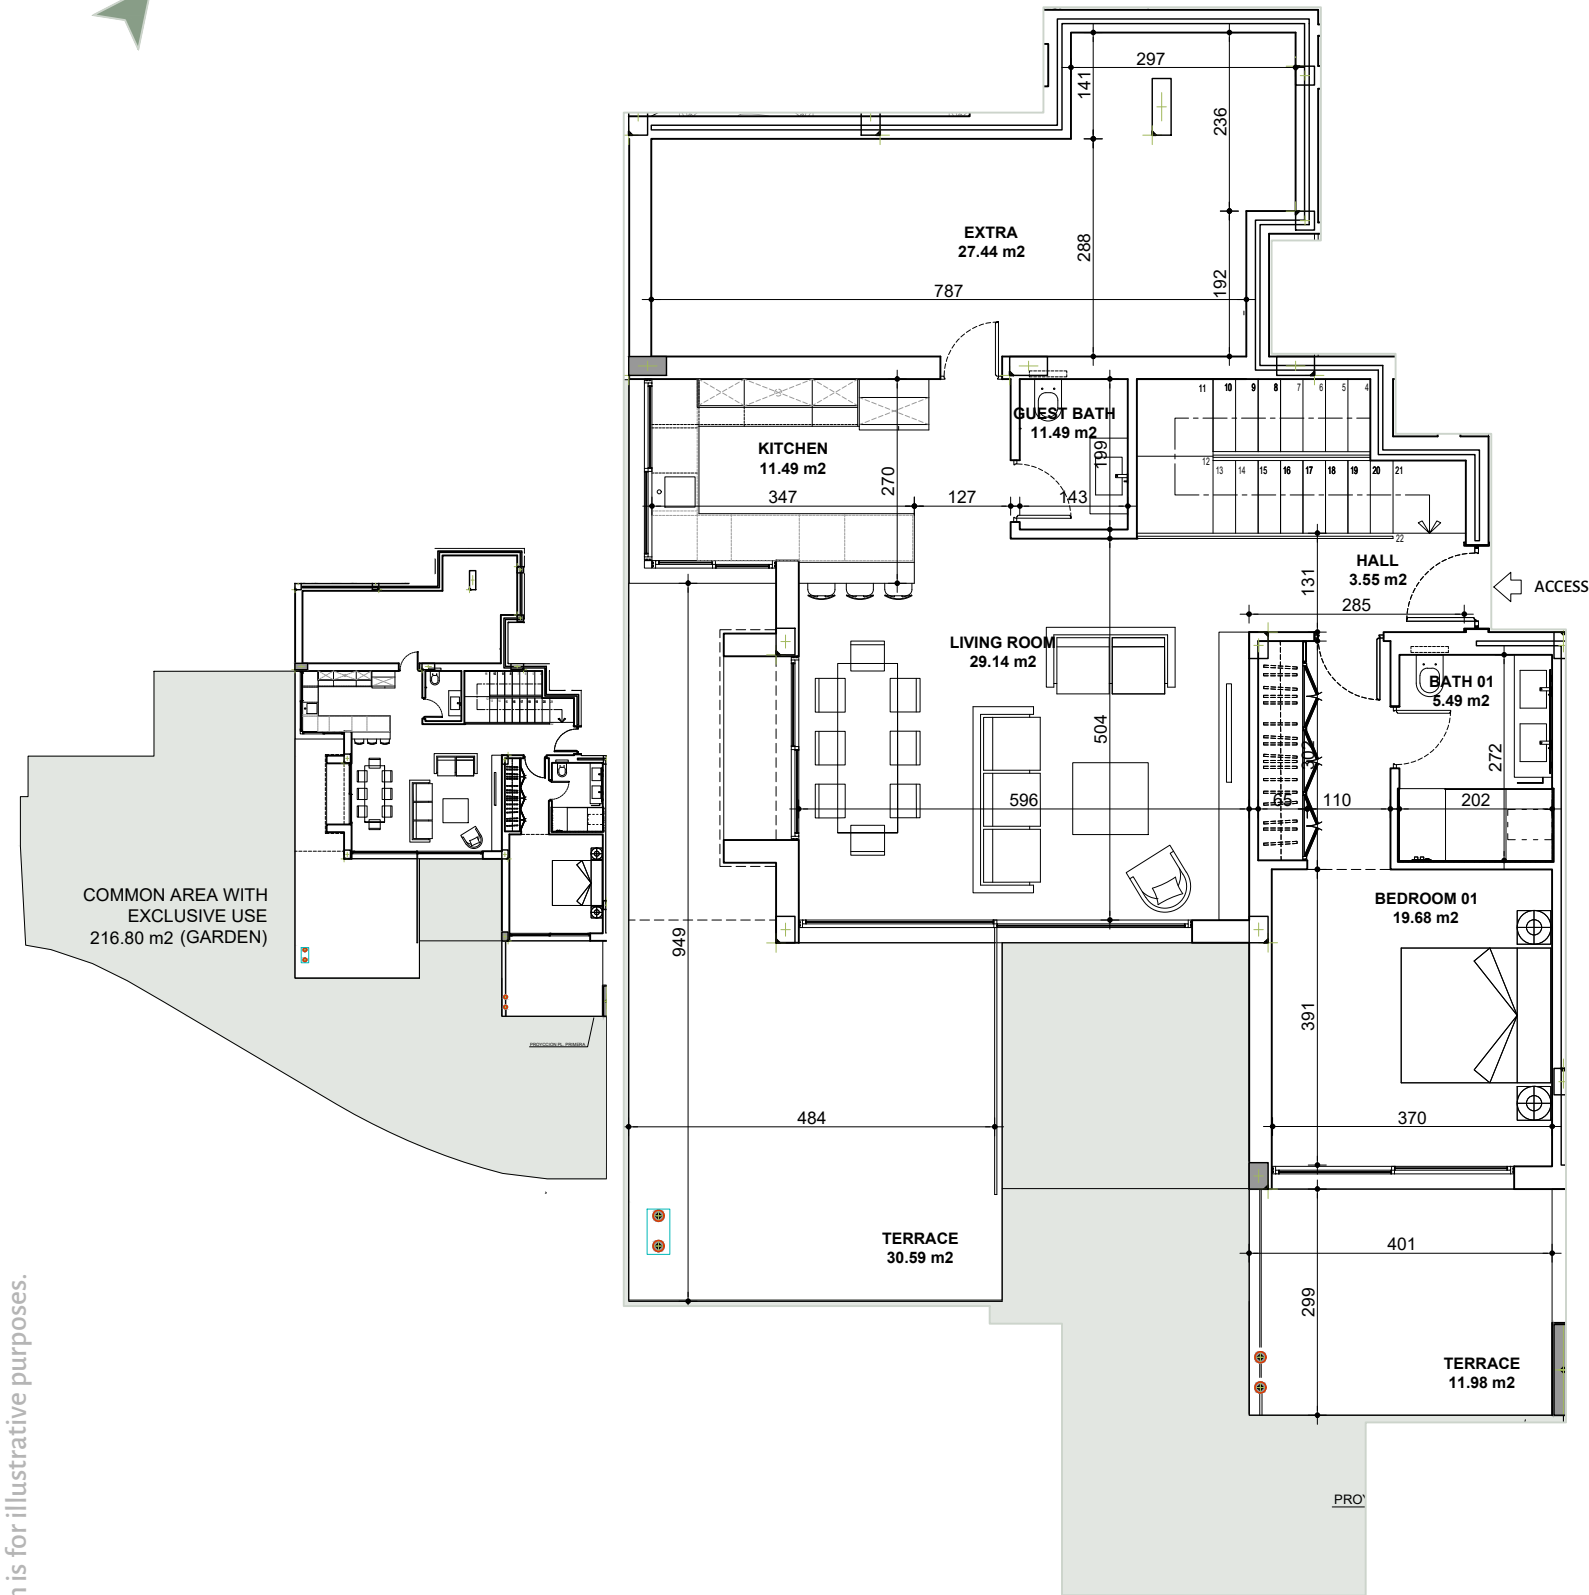 297
141
236
EXTRA
27.44 m2
288
192
787
11 10 9 8 7 6 5 4
GUEST BATH
11.49 m2
KITCHEN
11.49 m2
199
270
12 13 14 15 16 17 18 19 20 21
347
127
143
22
HALL
3.55 m2
131
ACCESS
285
LIVING ROOM
29.14 m2
BATH 01
5.49 m2
504
302
272
596
65
110
202
COMMON AREA WITH
EXCLUSIVE USE
216.80 m2 (GARDEN)
BEDROOM 01
19.68 m2
949
391
PROYCCION PL. PRIMERA
484
370
TERRACE
30.59 m2
401
299
TERRACE
11.98 m2
PROY
is for illustrative purposes.